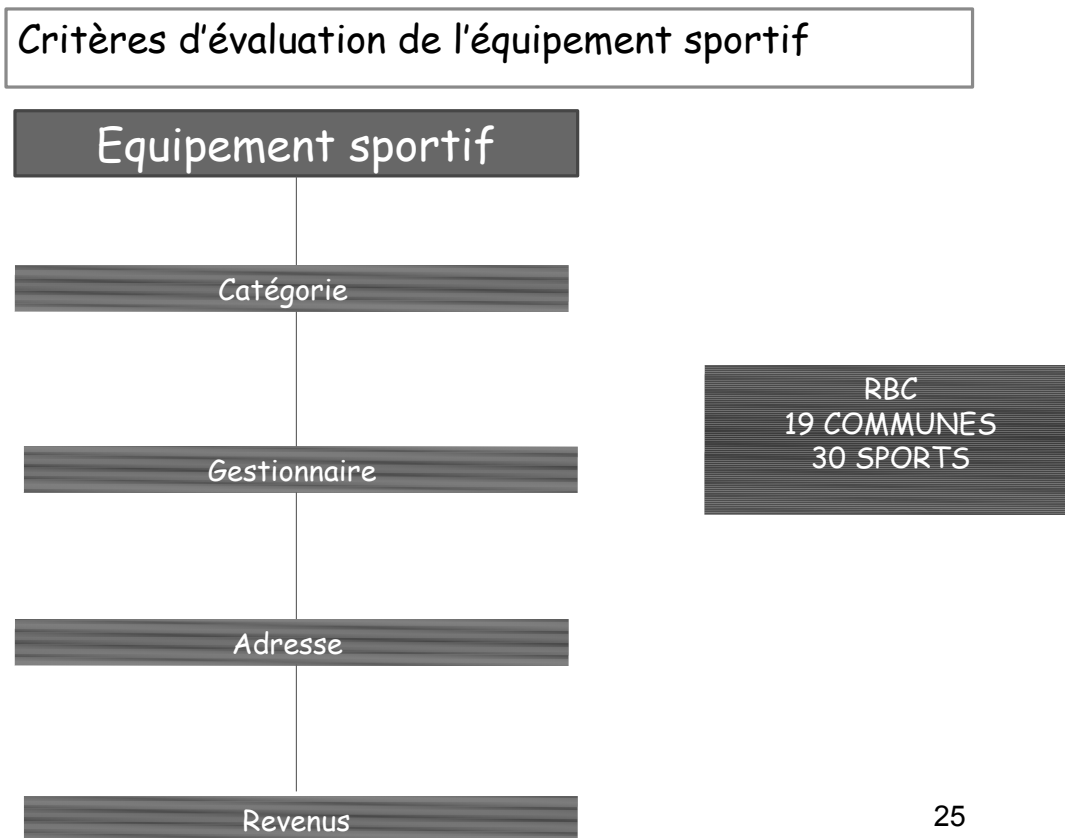 Critères d'évaluation de l'équipement sportif
Equipement sportif
Catégorie
Gestionnaire
Adresse
Revenus
RBC
19 COMMUNES
30 SPORTS
25